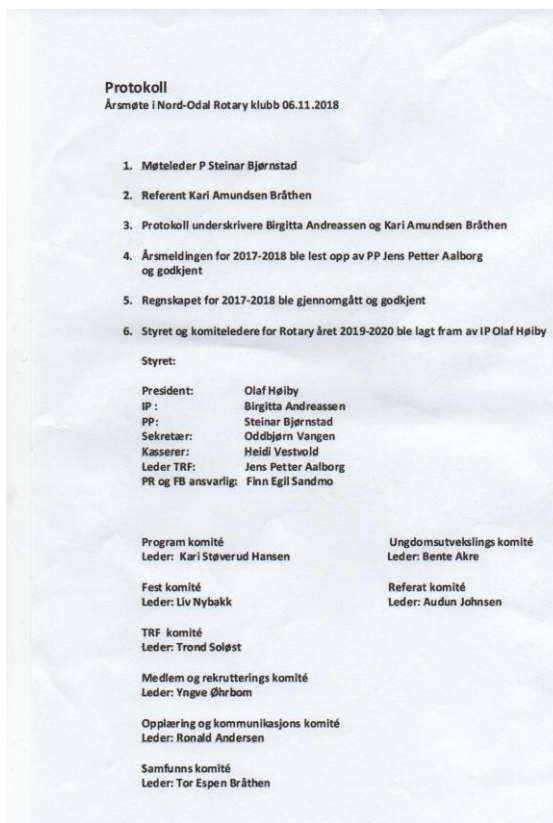 Protokoll
Årsmøte i Nord-Odal Rotary klubb 06.11.2018
1. Møteleder P Steinar Bjørnstad
2. Referent Kari Amundsen Bråthen
3. Protokoll underskrivere Birgitta Andreassen og Kari Amundsen Bråthen
4. Årsmeldingen for 2017-2018 ble lest opp av PP Jens Petter Aalborg
og godkjent
5. Regnskapet for 2017-2018 ble gjennomgått og godkjent
6. Styret og komiteledere for Rotary året 2019-2020 ble lagt fram av IP Olaf Høiby
Styret:
President: Olaf Høiby
IP : Birgitta Andreassen
PP: Steinar Bjørnstad
Sekretær: Oddbjørn Vangen
Kasserer: Heidi Vestvold
Leder TRF: Jens Petter Aalborg
PR og FB ansvarlig: Finn Egil Sandmo
Program komité
Leder: Kari Støverud Hansen
Ungdomsutvekslings komité
Leder: Bente Akre
Fest komité
Leder: Liv Nybakk
Referat komité
Leder: Audun Johnsen
TRF komité
Leder: Trond Soløst
Medlem og rekrutterings komité
Leder: Yngve Øhrbom
Opplæring og kommunikasjons komité
Leder: Ronald Andersen
Samfunns komité
Leder: Tor Espen Bråthen